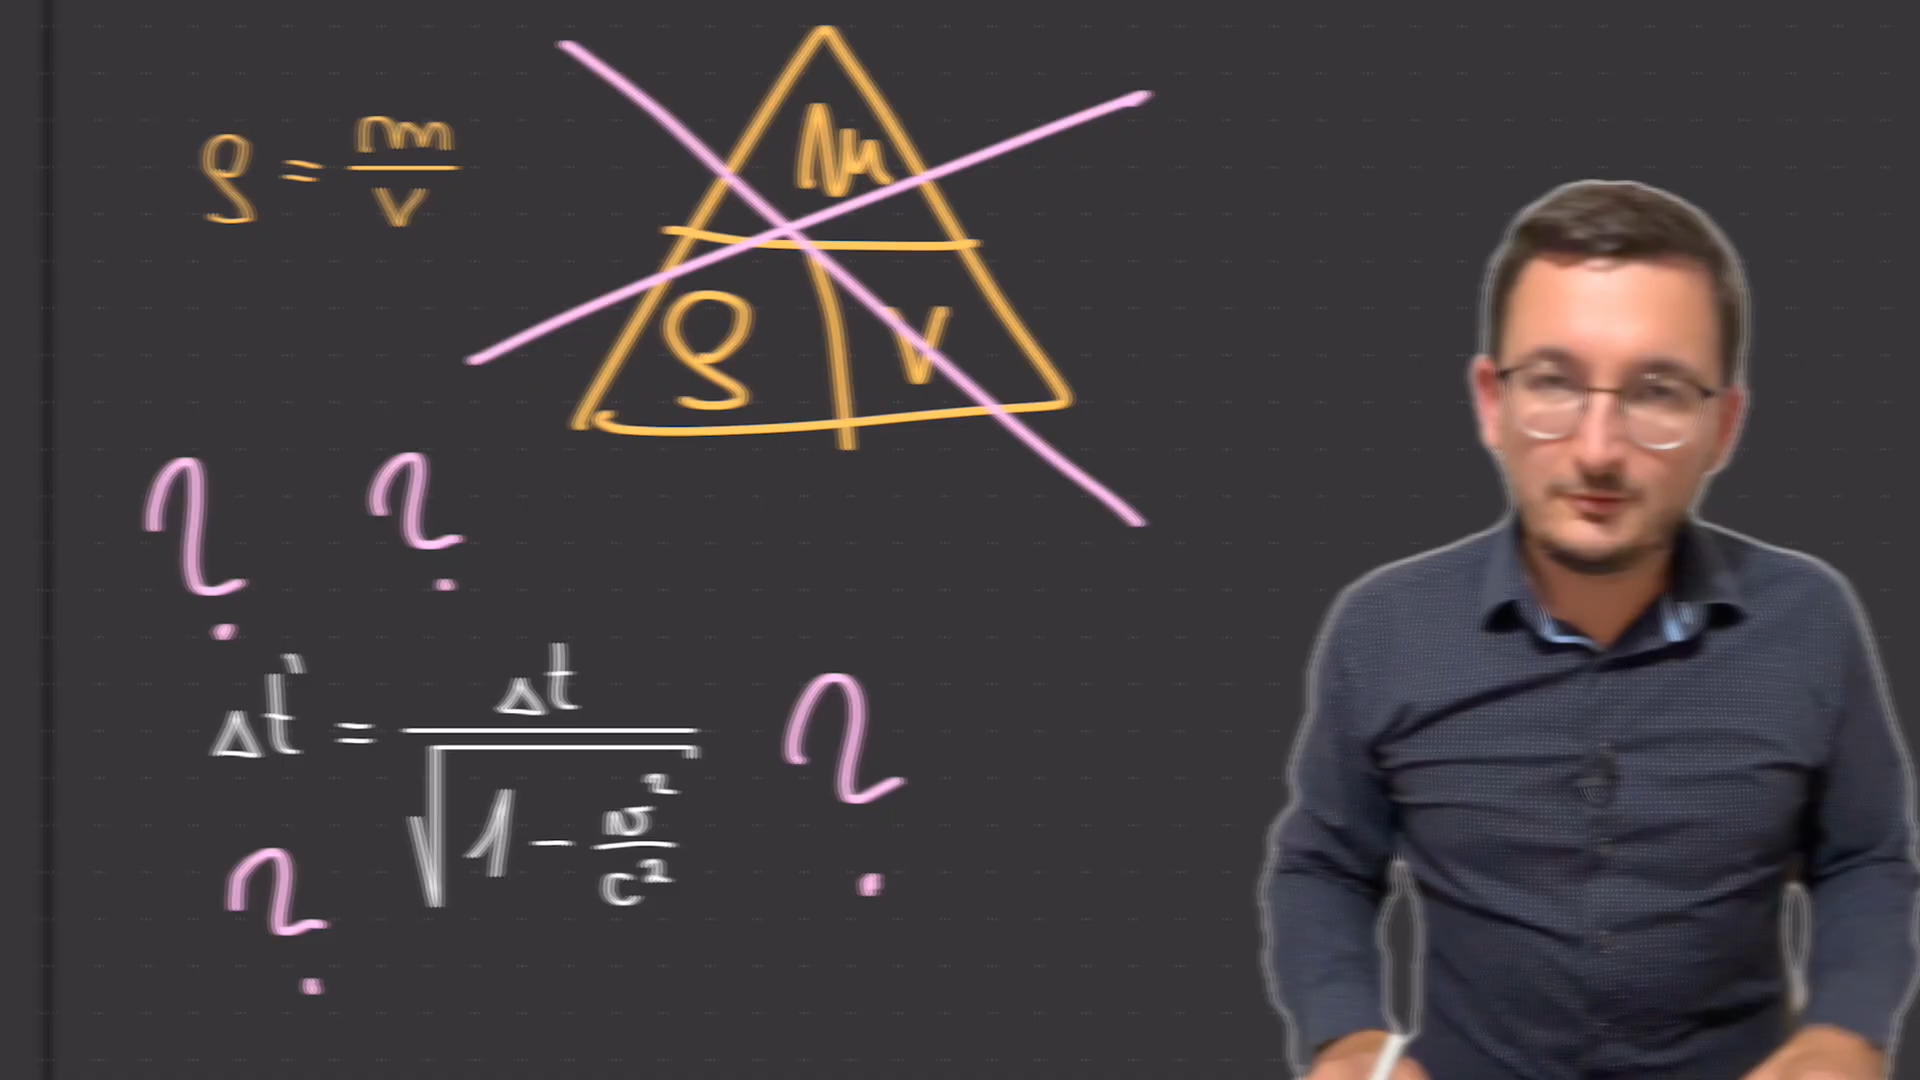 ρ = m/V
m
ρ V
? ?
Δt' = Δt/√(1 − v²/c²) ?
?